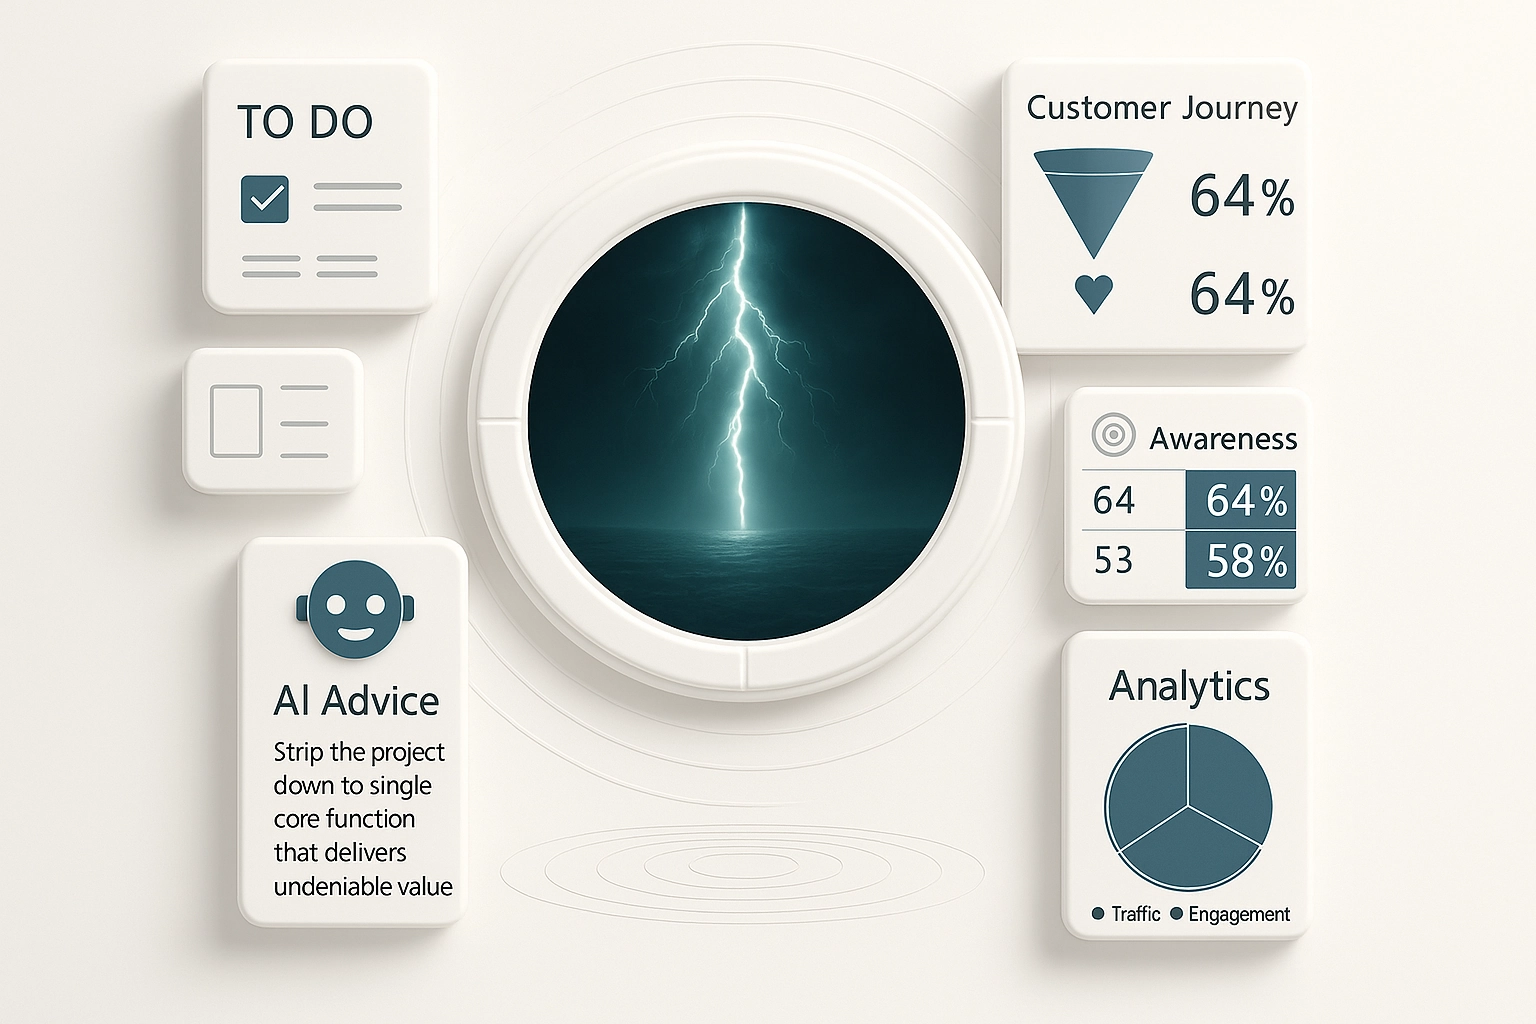 TO DO
AI Advice
Strip the project
down to single
core function
that delivers
undeniable value
Customer Journey
64%
64%
Awareness
64 64%
53 58%
Analytics
Traffic Engagement